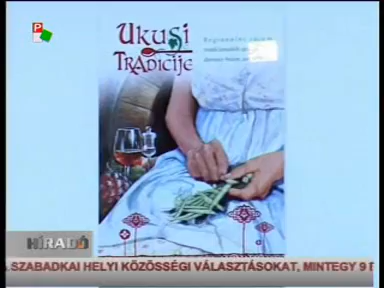 UKUSI
TRADICIJE
HÍRADÓ
A SZABADKAI HELYI KÖZÖSSÉGI VÁLASZTÁSOKAT, MINTEGY 9